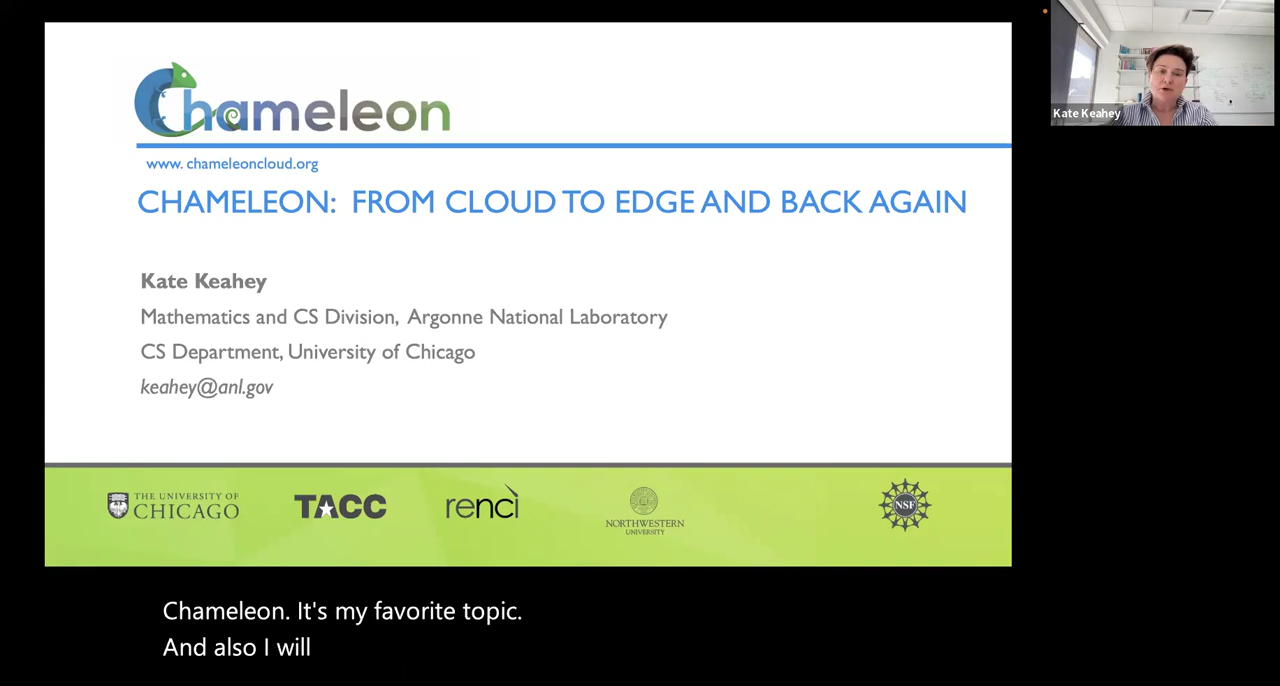 Chameleon
www. chameleoncloud.org
CHAMELEON: FROM CLOUD TO EDGE AND BACK AGAIN
Kate Keahey
Mathematics and CS Division, Argonne National Laboratory
CS Department, University of Chicago
keahey@anl.gov
THE UNIVERSITY OF
CHICAGO
TACC
renci
NORTHWESTERN
UNIVERSITY
NSF
Kate Keahey
Chameleon. It's my favorite topic.
And also I will